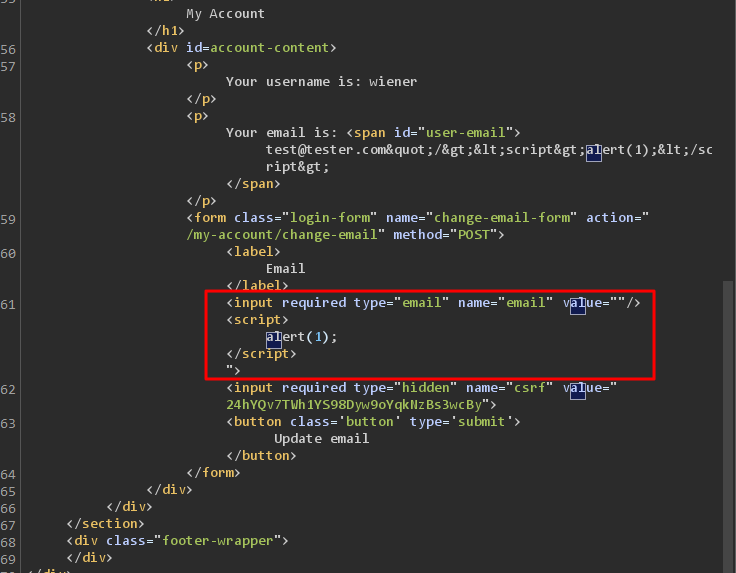 My Account
</h1>
56 <div id=account-content>
57 <p>
Your username is: wiener
</p>
58 <p>
Your email is: <span id="user-email">
test@tester.com&quot;/&gt;&lt;script&gt;alert(1);&lt;/sc
ript&gt;
</span>
</p>
59 <form class="login-form" name="change-email-form" action="
/my-account/change-email" method="POST">
60 <label>
Email
</label>
61 <input required type="email" name="email" value=""/>
<script>
alert(1);
</script>
">
62 <input required type="hidden" name="csrf" value="
24hYQv7TWh1YS98Dyw9oYqkNzBs3wcBy">
63 <button class='button' type='submit'>
Update email
</button>
64 </form>
65 </div>
66 </div>
67 </section>
68 <div class="footer-wrapper">
69 </div>
</div>